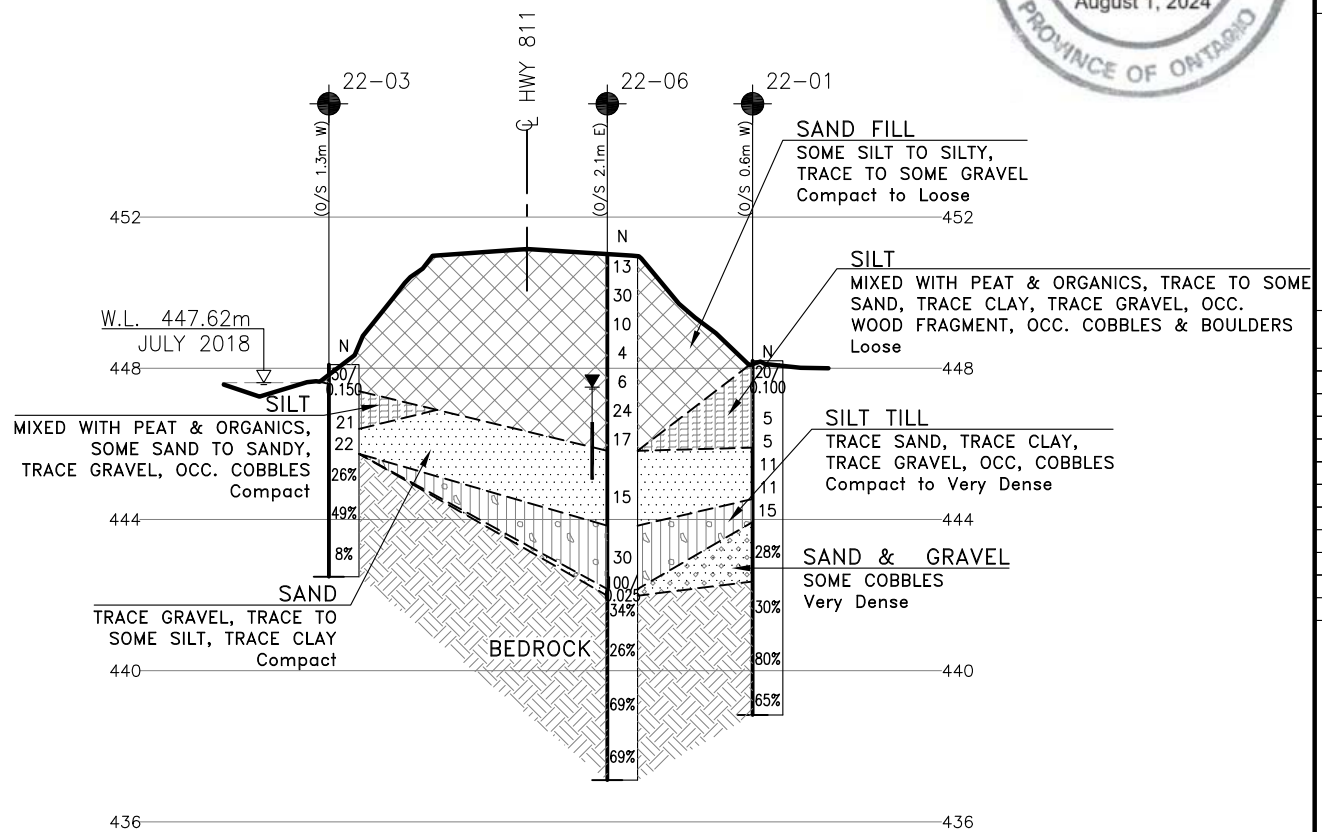 August 1, 2024
PROVINCE OF ONTARIO
22-03
℄ HWY 811
22-06
22-01
(O/S 1.3m W)
(O/S 2.1m E)
(O/S 0.6m W)
SAND FILL
SOME SILT TO SILTY,
TRACE TO SOME GRAVEL
Compact to Loose
452
452
N
13
30
10
4
6
24
17
15
30
00/
0.025
34%
26%
69%
69%
SILT
MIXED WITH PEAT & ORGANICS, TRACE TO SOME
SAND, TRACE CLAY, TRACE GRAVEL, OCC.
WOOD FRAGMENT, OCC. COBBLES & BOULDERS
Loose
W.L. 447.62m
JULY 2018
N
50/
0.150
21
22
26%
49%
8%
N
20/
0.100
5
5
11
11
15
28%
30%
80%
65%
448
448
SILT
MIXED WITH PEAT & ORGANICS,
SOME SAND TO SANDY,
TRACE GRAVEL, OCC. COBBLES
Compact
SILT TILL
TRACE SAND, TRACE CLAY,
TRACE GRAVEL, OCC, COBBLES
Compact to Very Dense
444
444
SAND & GRAVEL
SOME COBBLES
Very Dense
SAND
TRACE GRAVEL, TRACE TO
SOME SILT, TRACE CLAY
Compact
BEDROCK
440
440
436
436